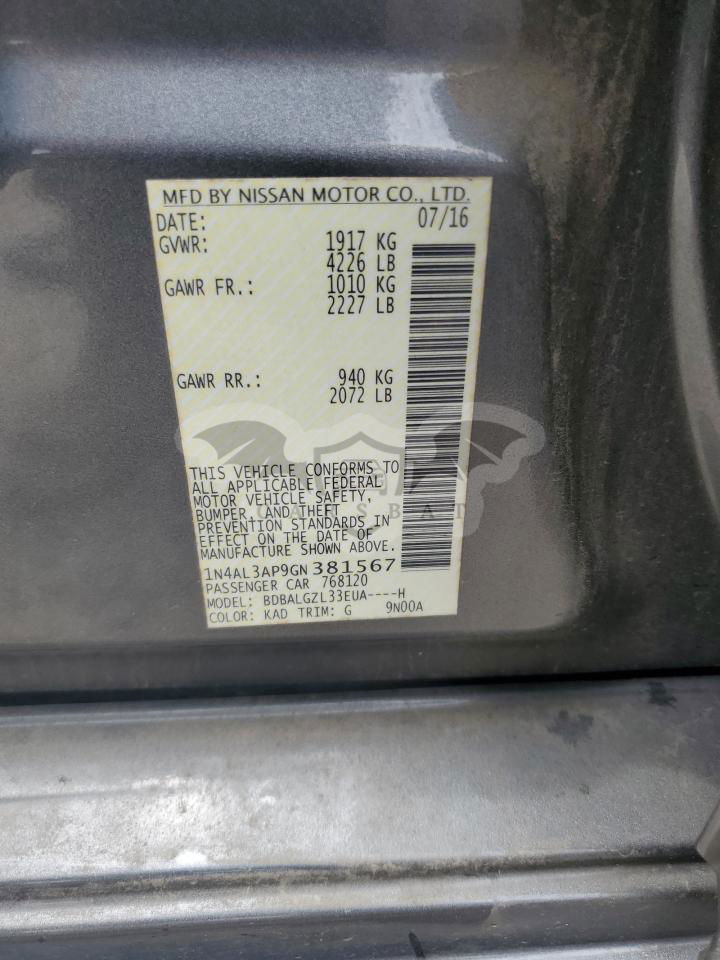 MFD BY NISSAN MOTOR CO., LTD.
DATE: 07/16
GVWR: 1917 KG
4226 LB
GAWR FR.: 1010 KG
2227 LB
GAWR RR.: 940 KG
2072 LB
THIS VEHICLE CONFORMS TO
ALL APPLICABLE FEDERAL
MOTOR VEHICLE SAFETY,
BUMPER, AND THEFT
PREVENTION STANDARDS IN
EFFECT ON THE DATE OF
MANUFACTURE SHOWN ABOVE.
CARSBAT
1N4AL3AP9GN381567
PASSENGER CAR 768120
MODEL: BDBALGZL33EUA----H
COLOR: KAD TRIM: G 9N00A